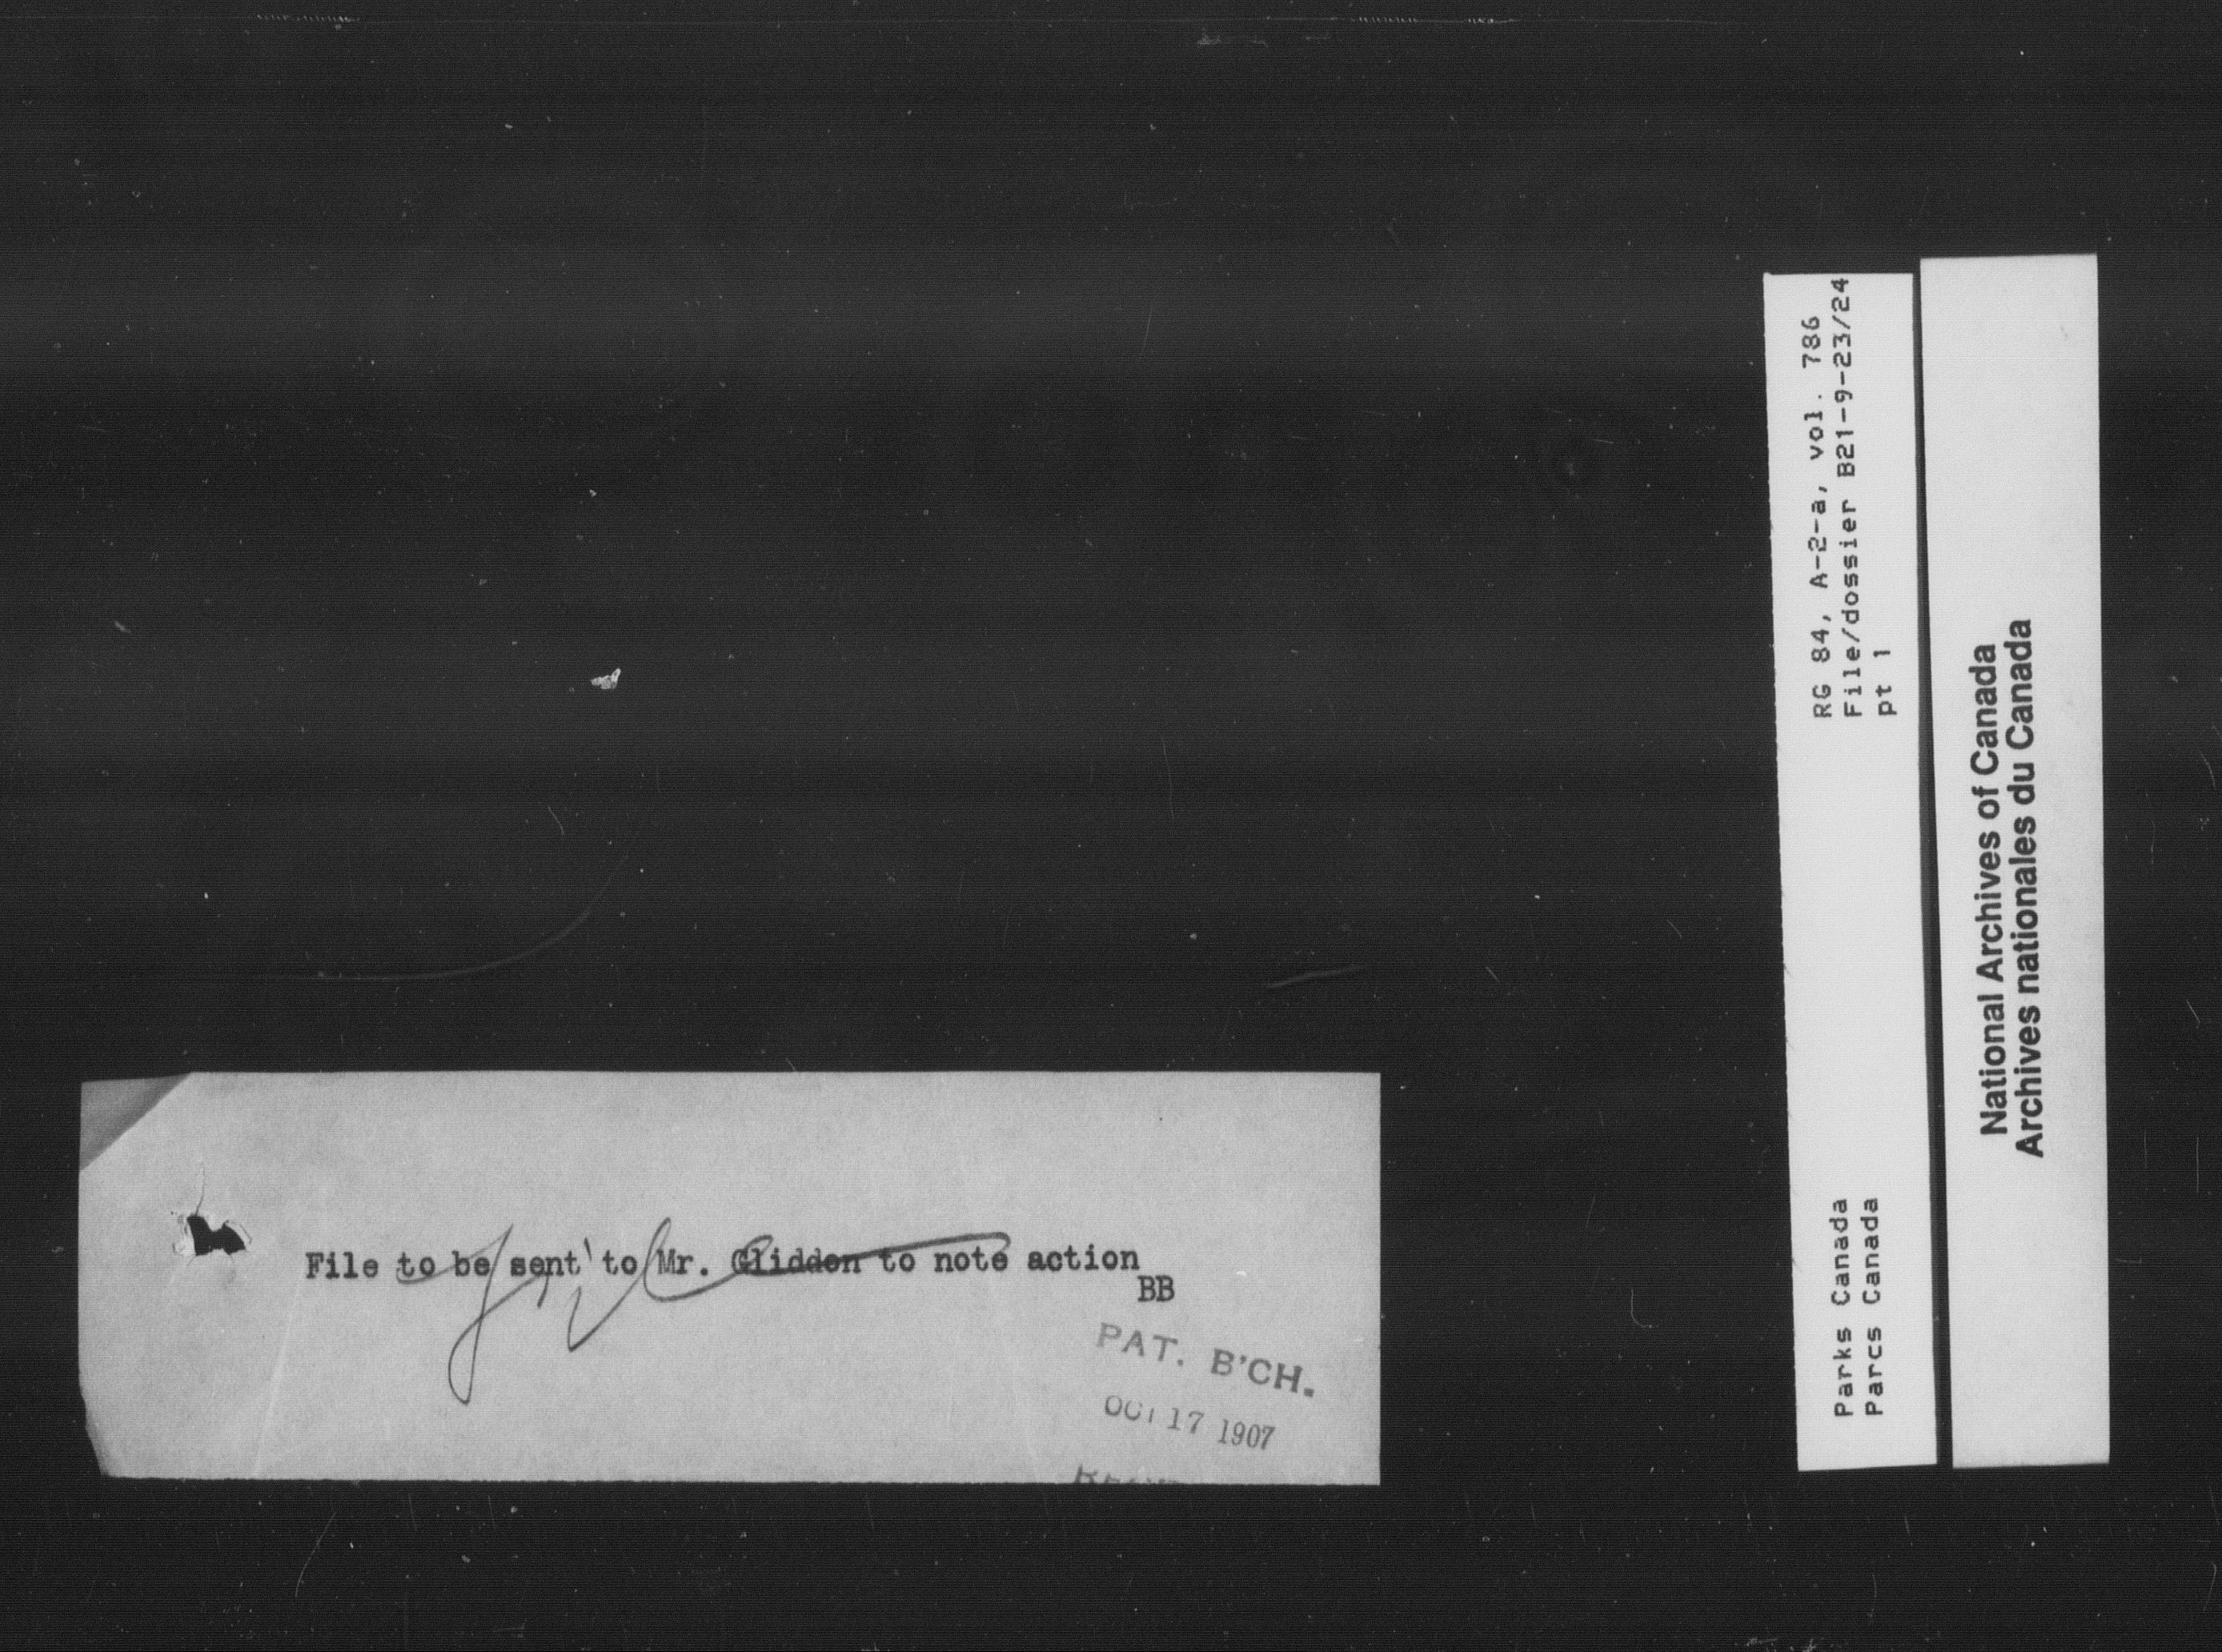 File to be sent to Mr. Gliddon to note action
BB
PAT. B'CH.
OCT 17 1907
RG 84, A-2-a, vol. 786
File/dossier B21-9-23/24
pt 1
Parks Canada
Parcs Canada
National Archives of Canada
Archives nationales du Canada